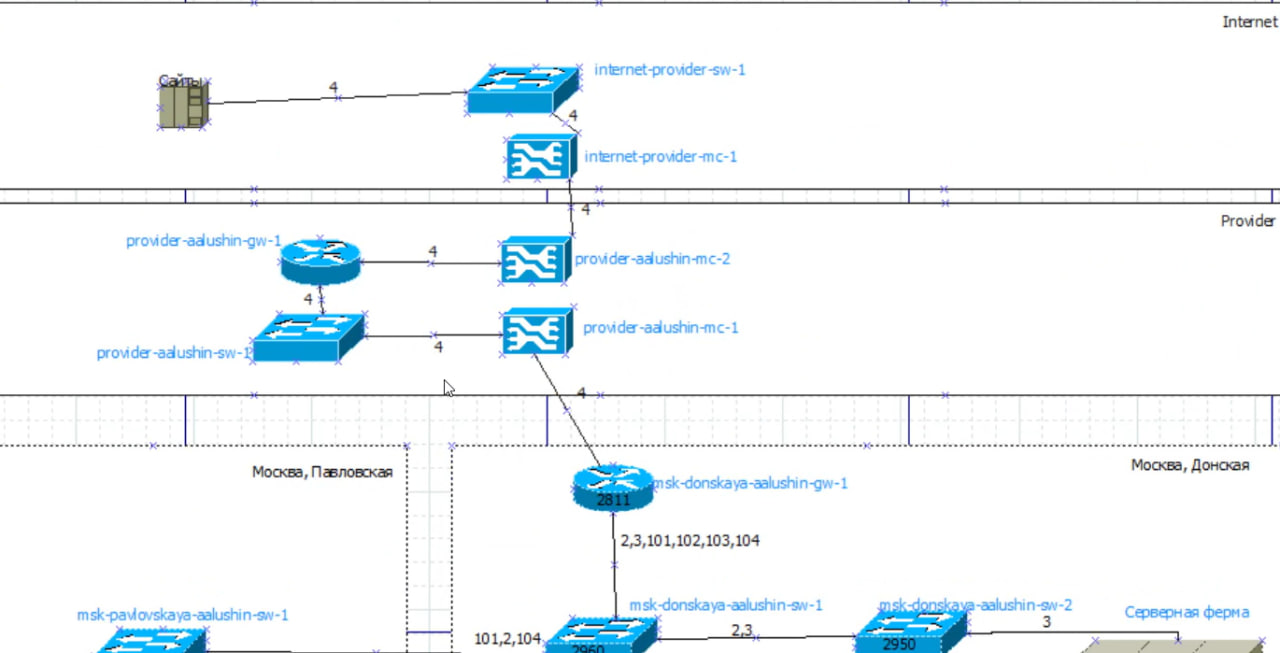 Internet
internet-provider-sw-1
Сайты
4
4
internet-provider-mc-1
4
Provider
provider-aalushin-gw-1
4
provider-aalushin-mc-2
4
provider-aalushin-mc-1
provider-aalushin-sw-1
4
4
Москва, Павловская
Москва, Донская
msk-donskaya-aalushin-gw-1
2811
2,3,101,102,103,104
msk-pavlovskaya-aalushin-sw-1
msk-donskaya-aalushin-sw-1
msk-donskaya-aalushin-sw-2
Серверная ферма
101,2,104
2960
2,3
2950
3